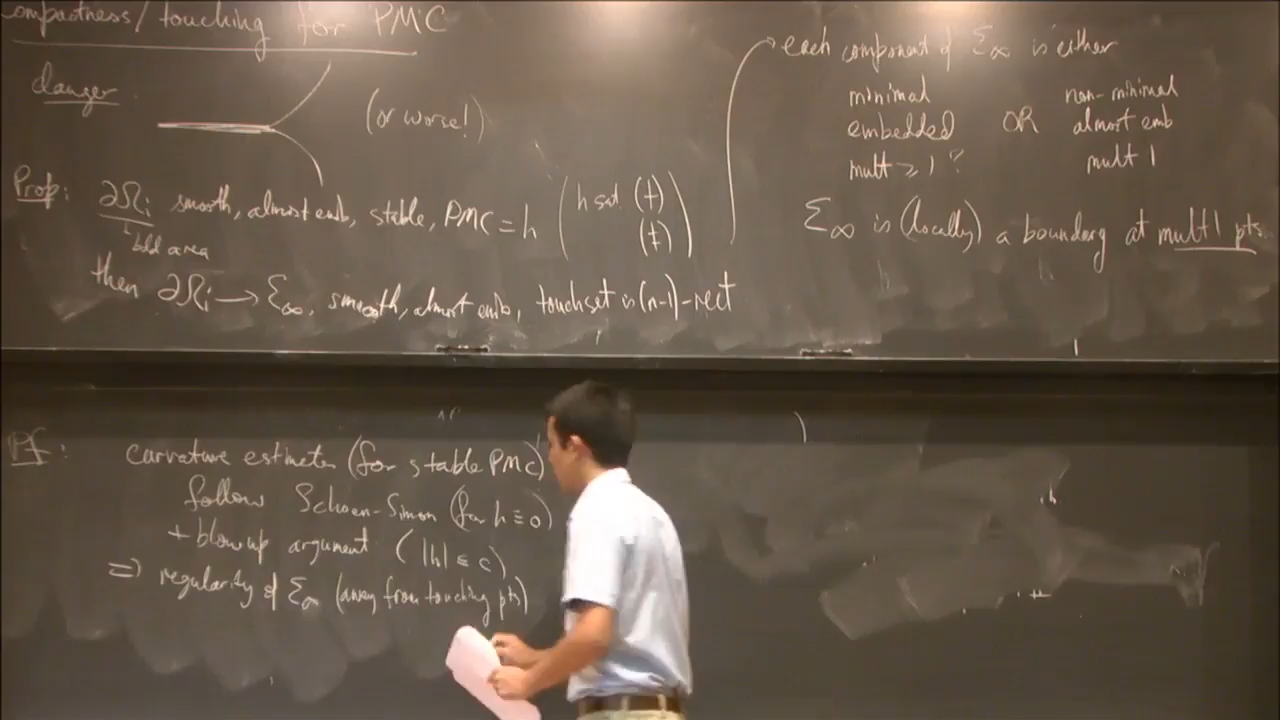 compactness/touching for PMC
danger
(or worse!)
Prop: ∂Ωᵢ smooth, almost emb, stable, PMC = h (h sat. (†) (‡))
bdd area
then ∂Ωᵢ → Σ∞, smooth, almost emb, touch set is (n-1)-rect
each component of Σ∞ is either
minimal embedded mult ≥ 1 ? OR non-minimal almost emb mult 1
Σ∞ is (locally) a boundary at mult 1 pts.
Pf: curvature estimates (for stable PMC)
follow Schoen-Simon (for h ≡ 0)
+ blow up argument (|h| ≤ c)
⇒ regularity of Σ∞ (away from touching pts)